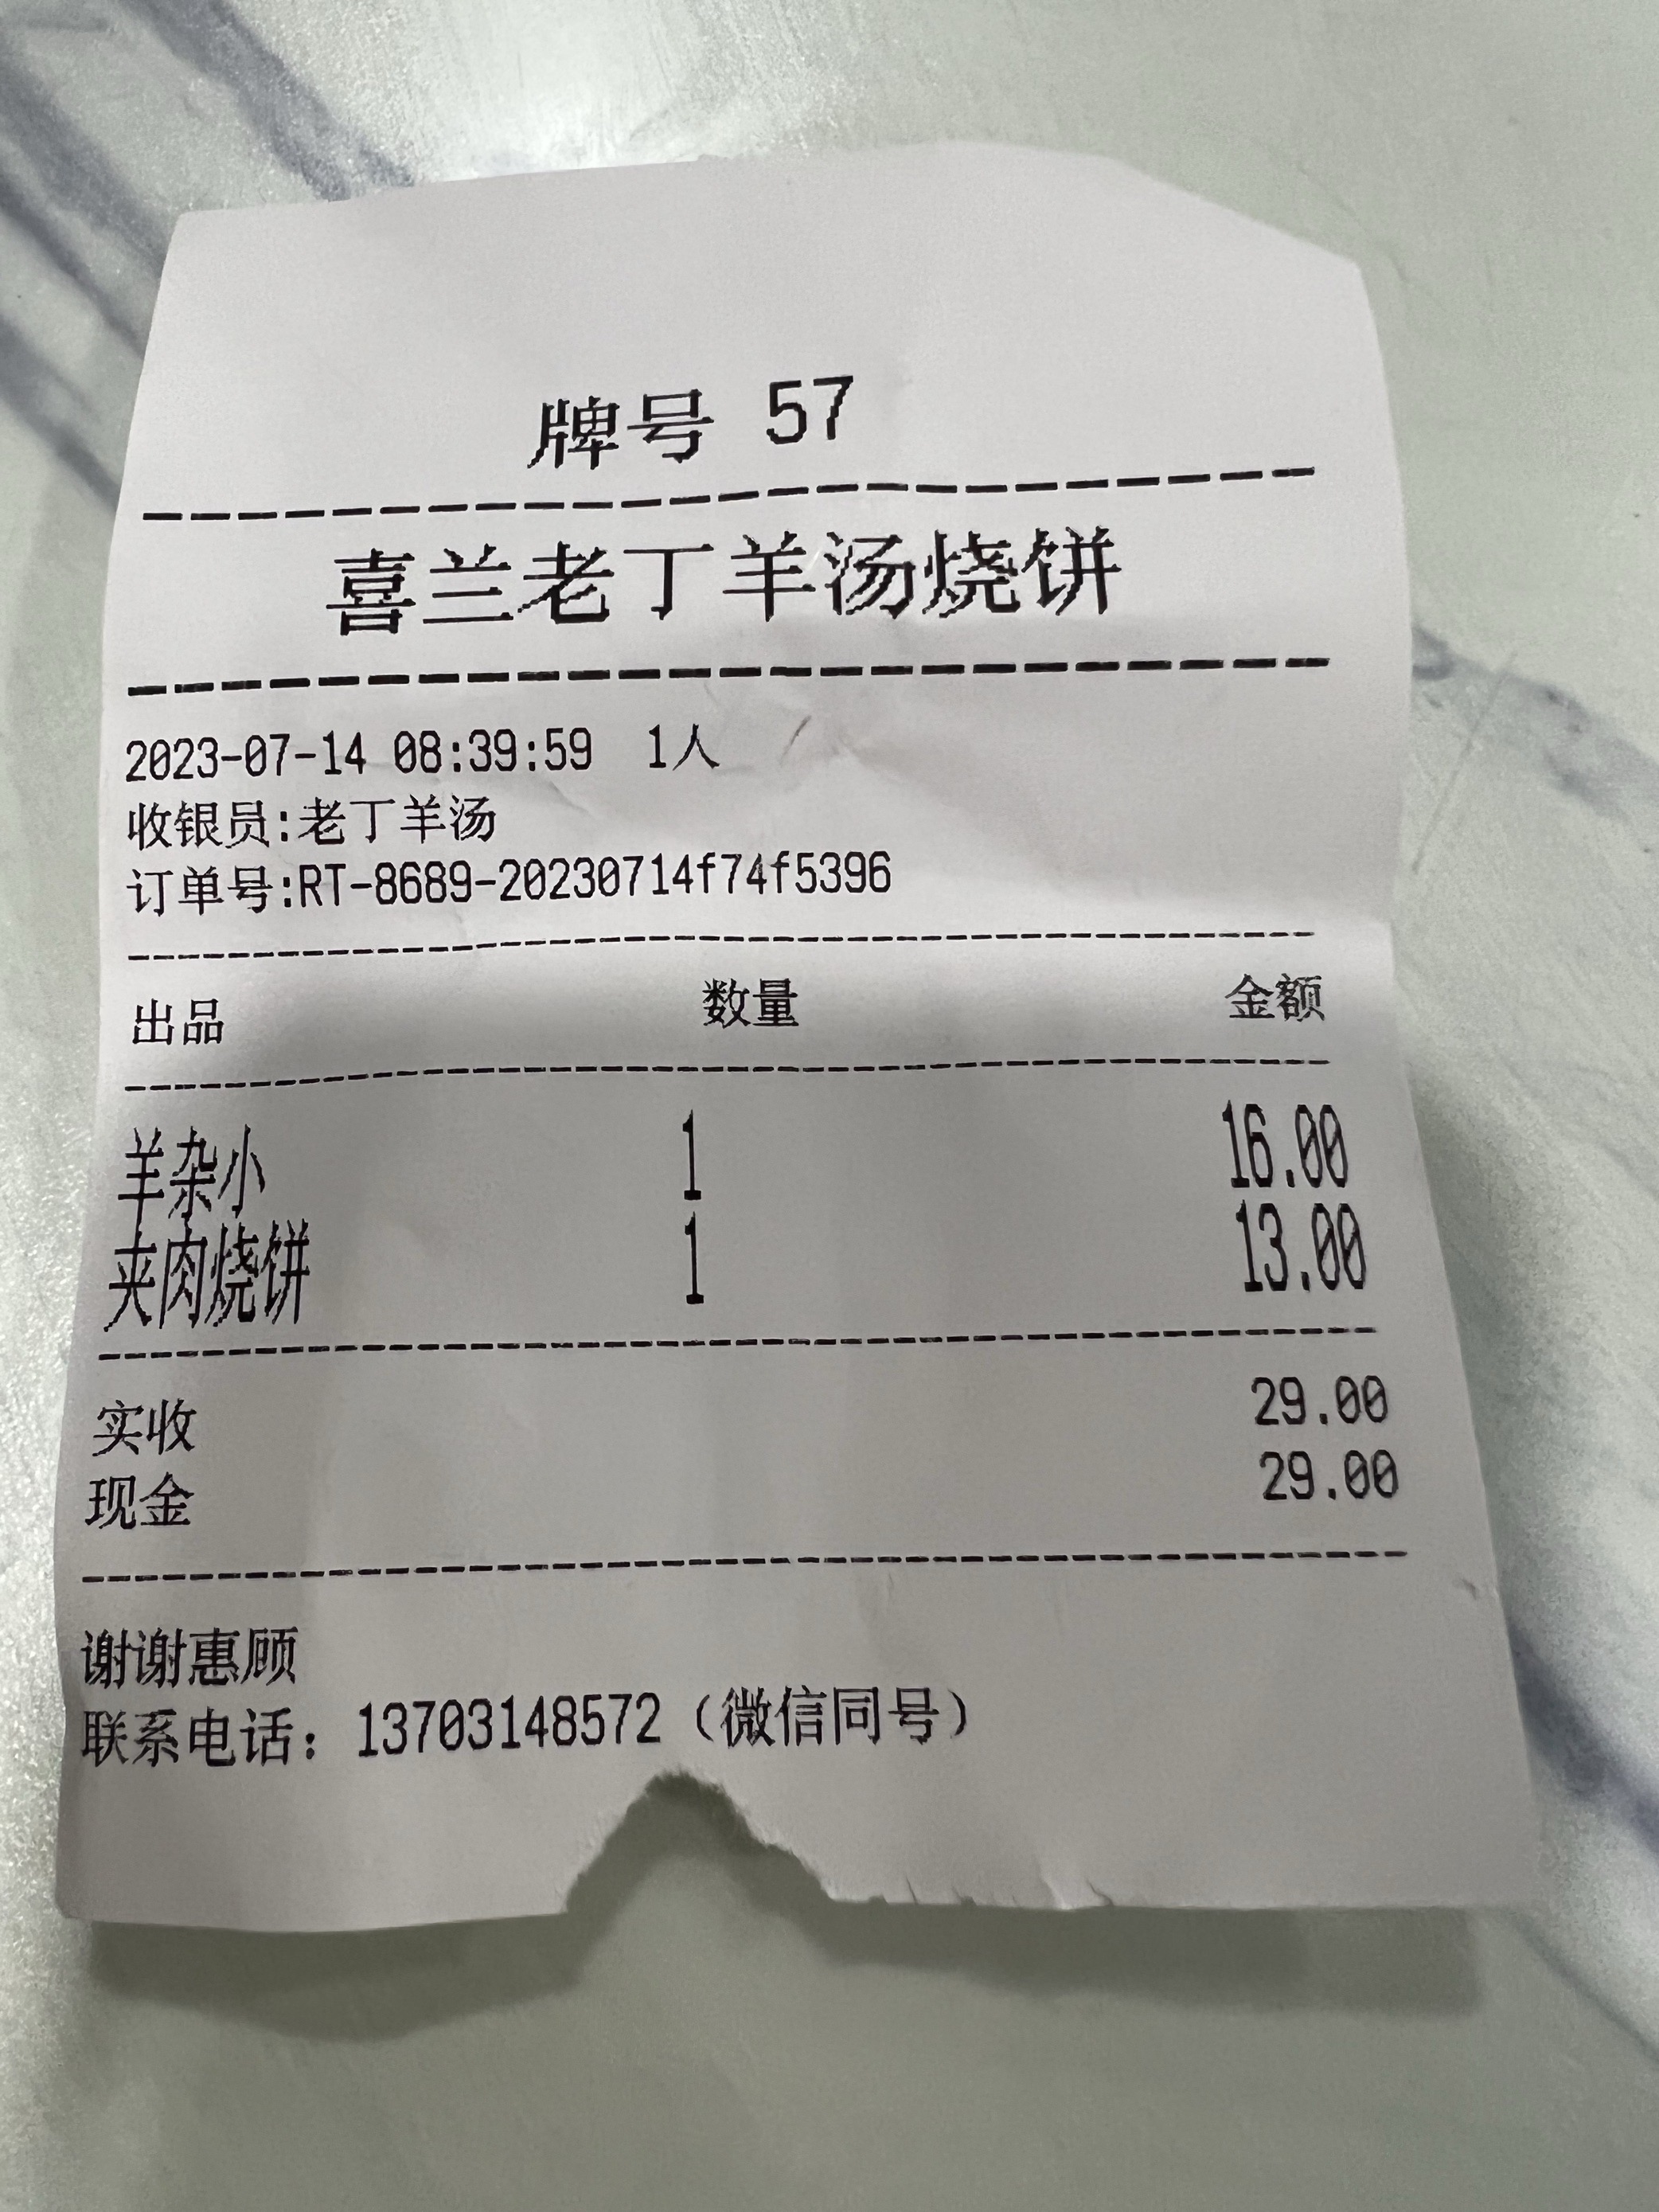 牌号 57
喜兰老丁羊汤烧饼
2023-07-14 08:39:59 1人
收银员:老丁羊汤
订单号:RT-8689-20230714f74f5396
出品 数量 金额
羊杂小 1 16.00
夹肉烧饼 1 13.00
实收 29.00
现金 29.00
谢谢惠顾
联系电话：13703148572（微信同号）